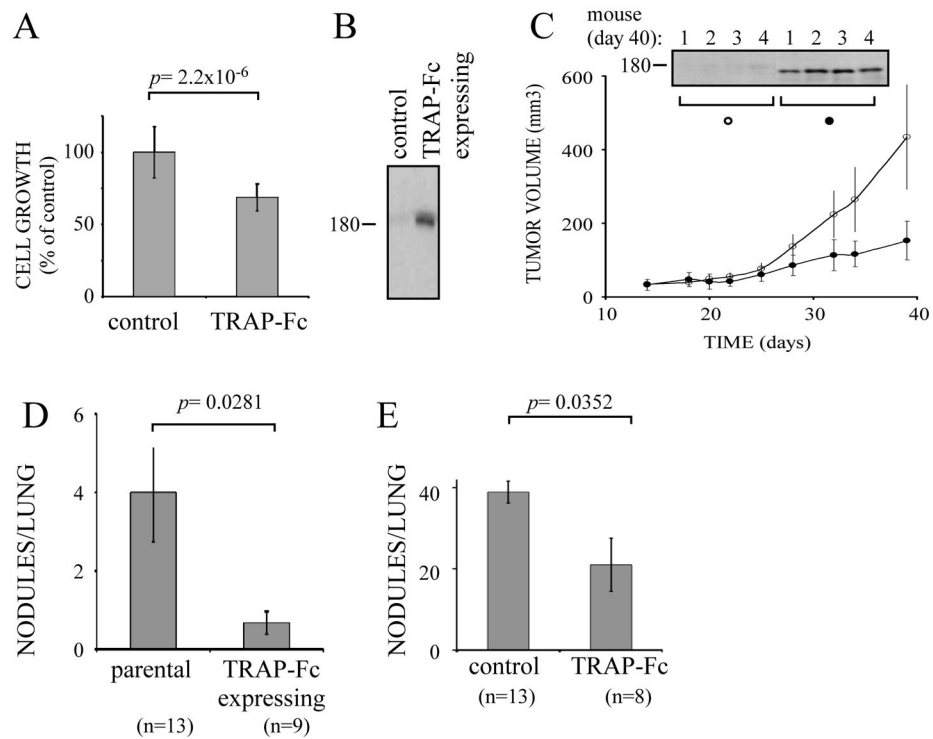 A
p= 2.2x10-6
CELL GROWTH
(% of control)
100
50
0
control TRAP-Fc
B
control
TRAP-Fc
expressing
180
C
mouse
(day 40): 1 2 3 4 1 2 3 4
180
TUMOR VOLUME (mm3)
600
400
200
0
10 20 30 40
TIME (days)
D
p= 0.0281
NODULES/LUNG
6
4
2
0
parental TRAP-Fc
expressing
(n=13) (n=9)
E
p= 0.0352
NODULES/LUNG
40
20
0
control TRAP-Fc
(n=13) (n=8)